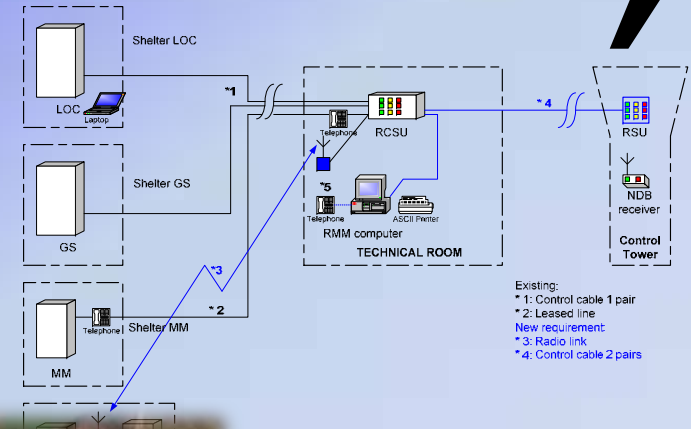 Shelter LOC
LOC
Laptop
*1
Telephone
RCSU
* 4
RSU
Shelter GS
GS
*5
Telephone
RMM computer
ASCII Printer
TECHNICAL ROOM
NDB
receiver
Control
Tower
*3
* 2
Telephone
Shelter MM
MM
Existing:
* 1: Control cable 1 pair
* 2: Leased line
New requirement:
* 3: Radio link
* 4: Control cable 2 pairs